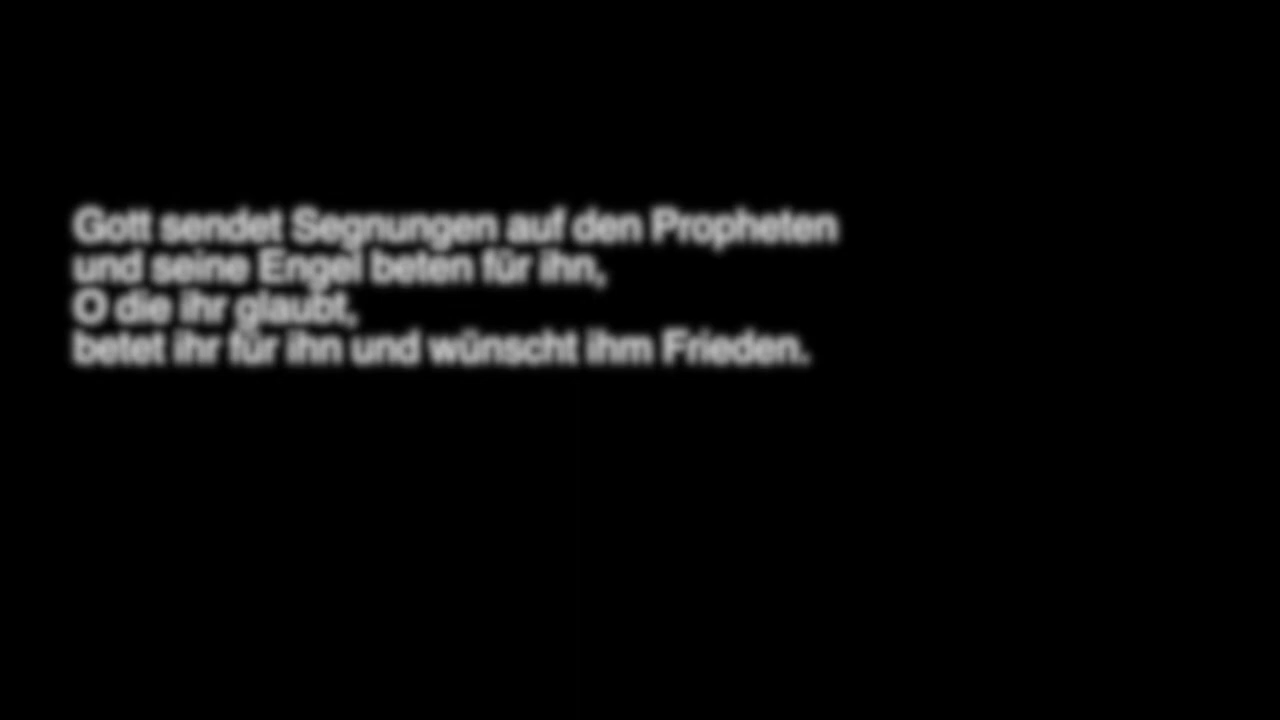 Gott sendet Segnungen auf den Propheten
und seine Engel beten für ihn,
O die ihr glaubt,
betet ihr für ihn und wünscht ihm Frieden.